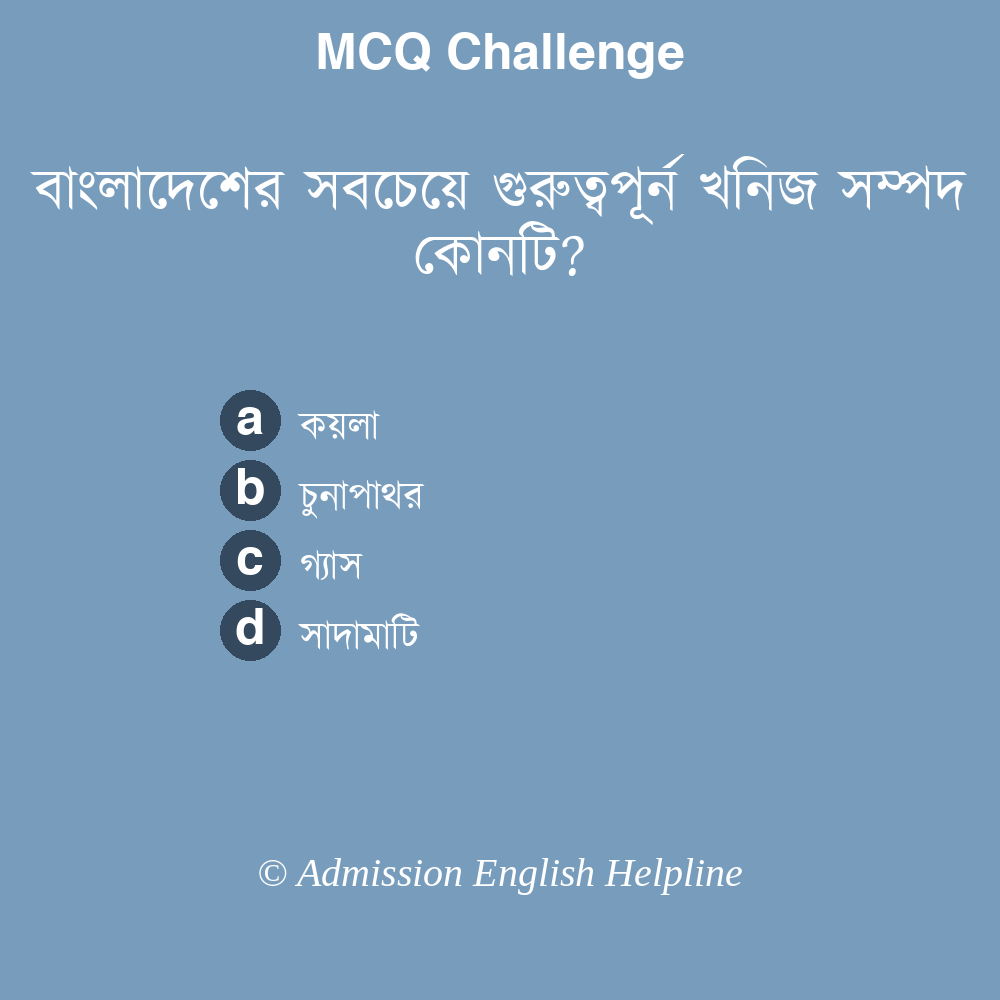 MCQ Challenge
বাংলাদেশের সবচেয়ে গুরুত্বপূর্ন খনিজ সম্পদ
কোনটি?
a কয়লা
b চুনাপাথর
c গ্যাস
d সাদামাটি
© Admission English Helpline